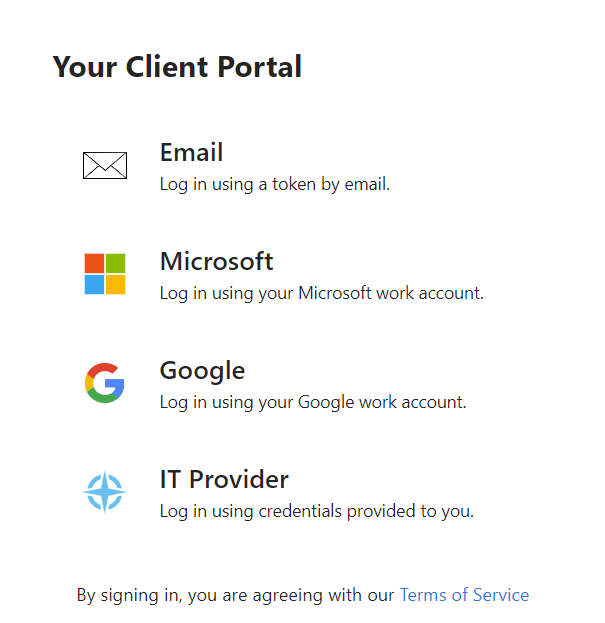 Your Client Portal
Email
Log in using a token by email.
Microsoft
Log in using your Microsoft work account.
Google
Log in using your Google work account.
IT Provider
Log in using credentials provided to you.
By signing in, you are agreeing with our Terms of Service